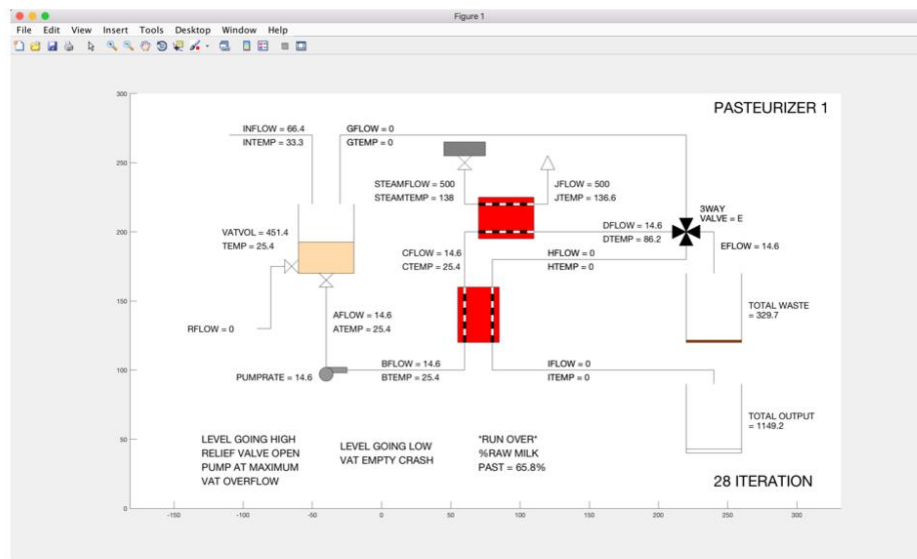 Figure 1
File Edit View Insert Tools Desktop Window Help
PASTEURIZER 1
INFLOW = 66.4
INTEMP = 33.3
GFLOW = 0
GTEMP = 0
STEAMFLOW = 500
STEAMTEMP = 138
JFLOW = 500
JTEMP = 136.6
3WAY
VALVE = E
DFLOW = 14.6
DTEMP = 86.2
EFLOW = 14.6
VATVOL = 451.4
TEMP = 25.4
CFLOW = 14.6
CTEMP = 25.4
HFLOW = 0
HTEMP = 0
RFLOW = 0
AFLOW = 14.6
ATEMP = 25.4
TOTAL WASTE
= 329.7
PUMPRATE = 14.6
BFLOW = 14.6
BTEMP = 25.4
IFLOW = 0
ITEMP = 0
TOTAL OUTPUT
= 1149.2
LEVEL GOING HIGH
RELIEF VALVE OPEN
PUMP AT MAXIMUM
VAT OVERFLOW
LEVEL GOING LOW
VAT EMPTY CRASH
*RUN OVER*
%RAW MILK
PAST = 65.8%
28 ITERATION
300
250
200
150
100
50
0
-150 -100 -50 0 50 100 150 200 250 300